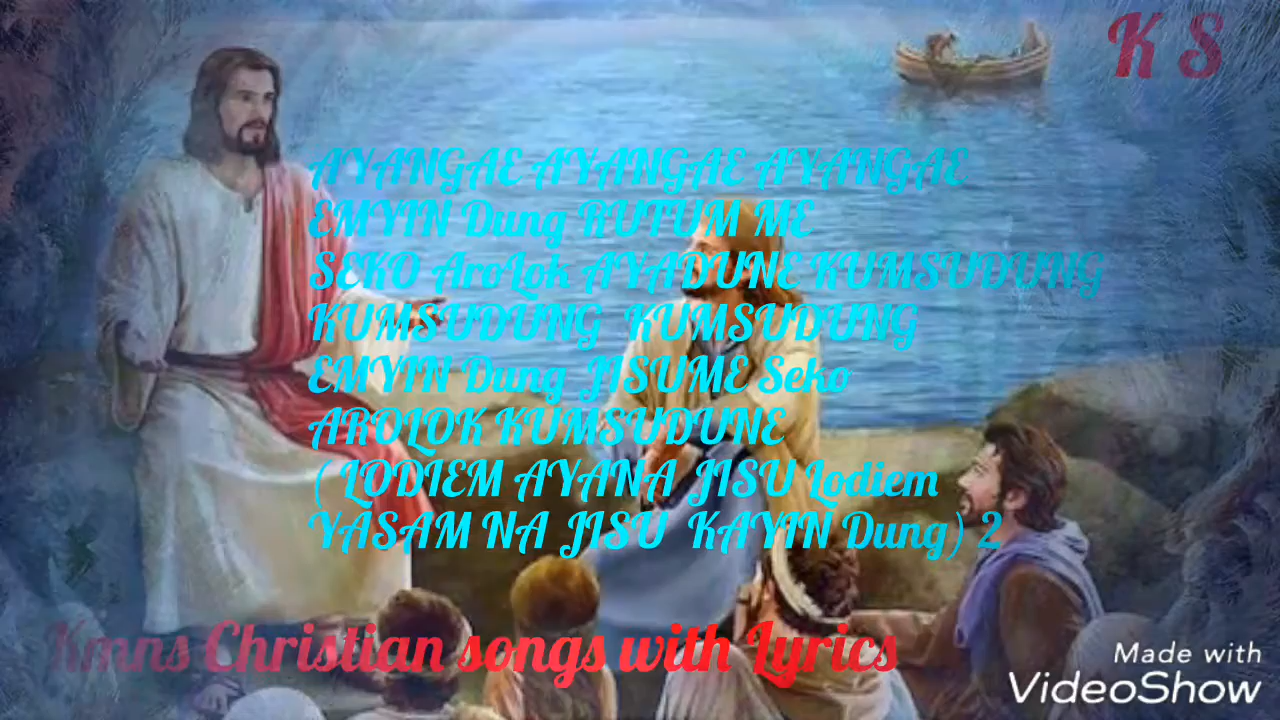 K S
AYANGAE AYANGAE AYANGAE
EMYIN Dung RUTUM ME
SEKO AroLok AYADUNE KUMSUDUNG
KUMSUDUNG KUMSUDUNG
EMYIN Dung JISUME Seko
AROLOK KUMSUDUNE
( LODIEM AYANA JISU Lodiem
YASAM NA JISU KAYIN Dung) 2
Kmns Christian songs with Lyrics
Made with
VideoShow